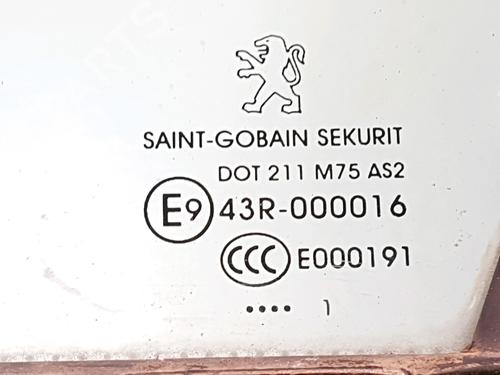 SAINT-GOBAIN SEKURIT
DOT 211 M75 AS2
E9 43R-000016
CCC E000191
•••• 1